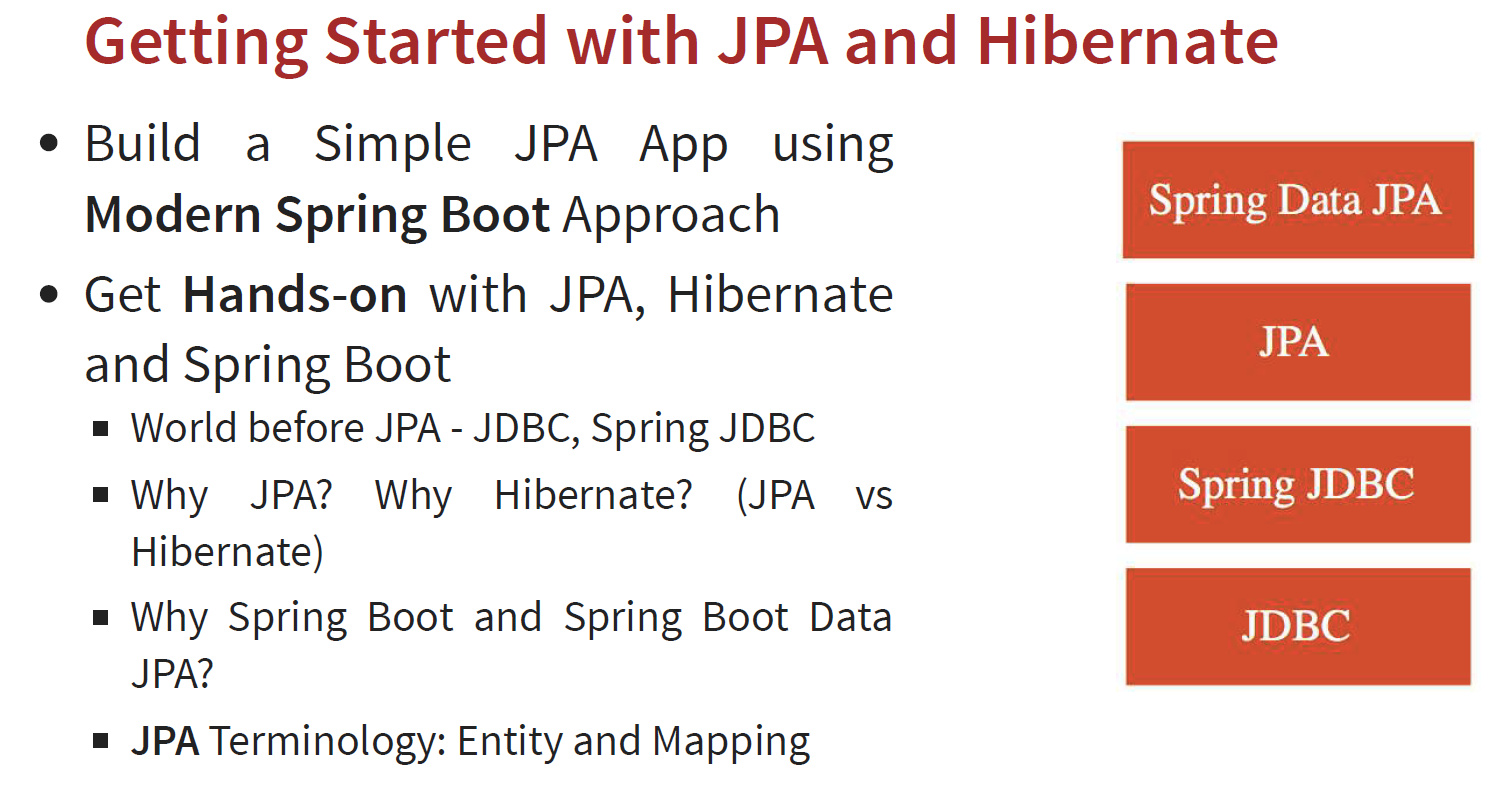 Getting Started with JPA and Hibernate
• Build a Simple JPA App using
Modern Spring Boot Approach
• Get Hands-on with JPA, Hibernate
and Spring Boot
▪ World before JPA - JDBC, Spring JDBC
▪ Why JPA? Why Hibernate? (JPA vs
Hibernate)
▪ Why Spring Boot and Spring Boot Data
JPA?
▪ JPA Terminology: Entity and Mapping
Spring Data JPA
JPA
Spring JDBC
JDBC